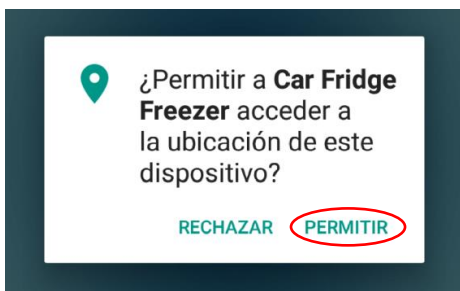 ¿Permitir a Car Fridge
Freezer acceder a
la ubicación de este
dispositivo?
RECHAZAR PERMITIR